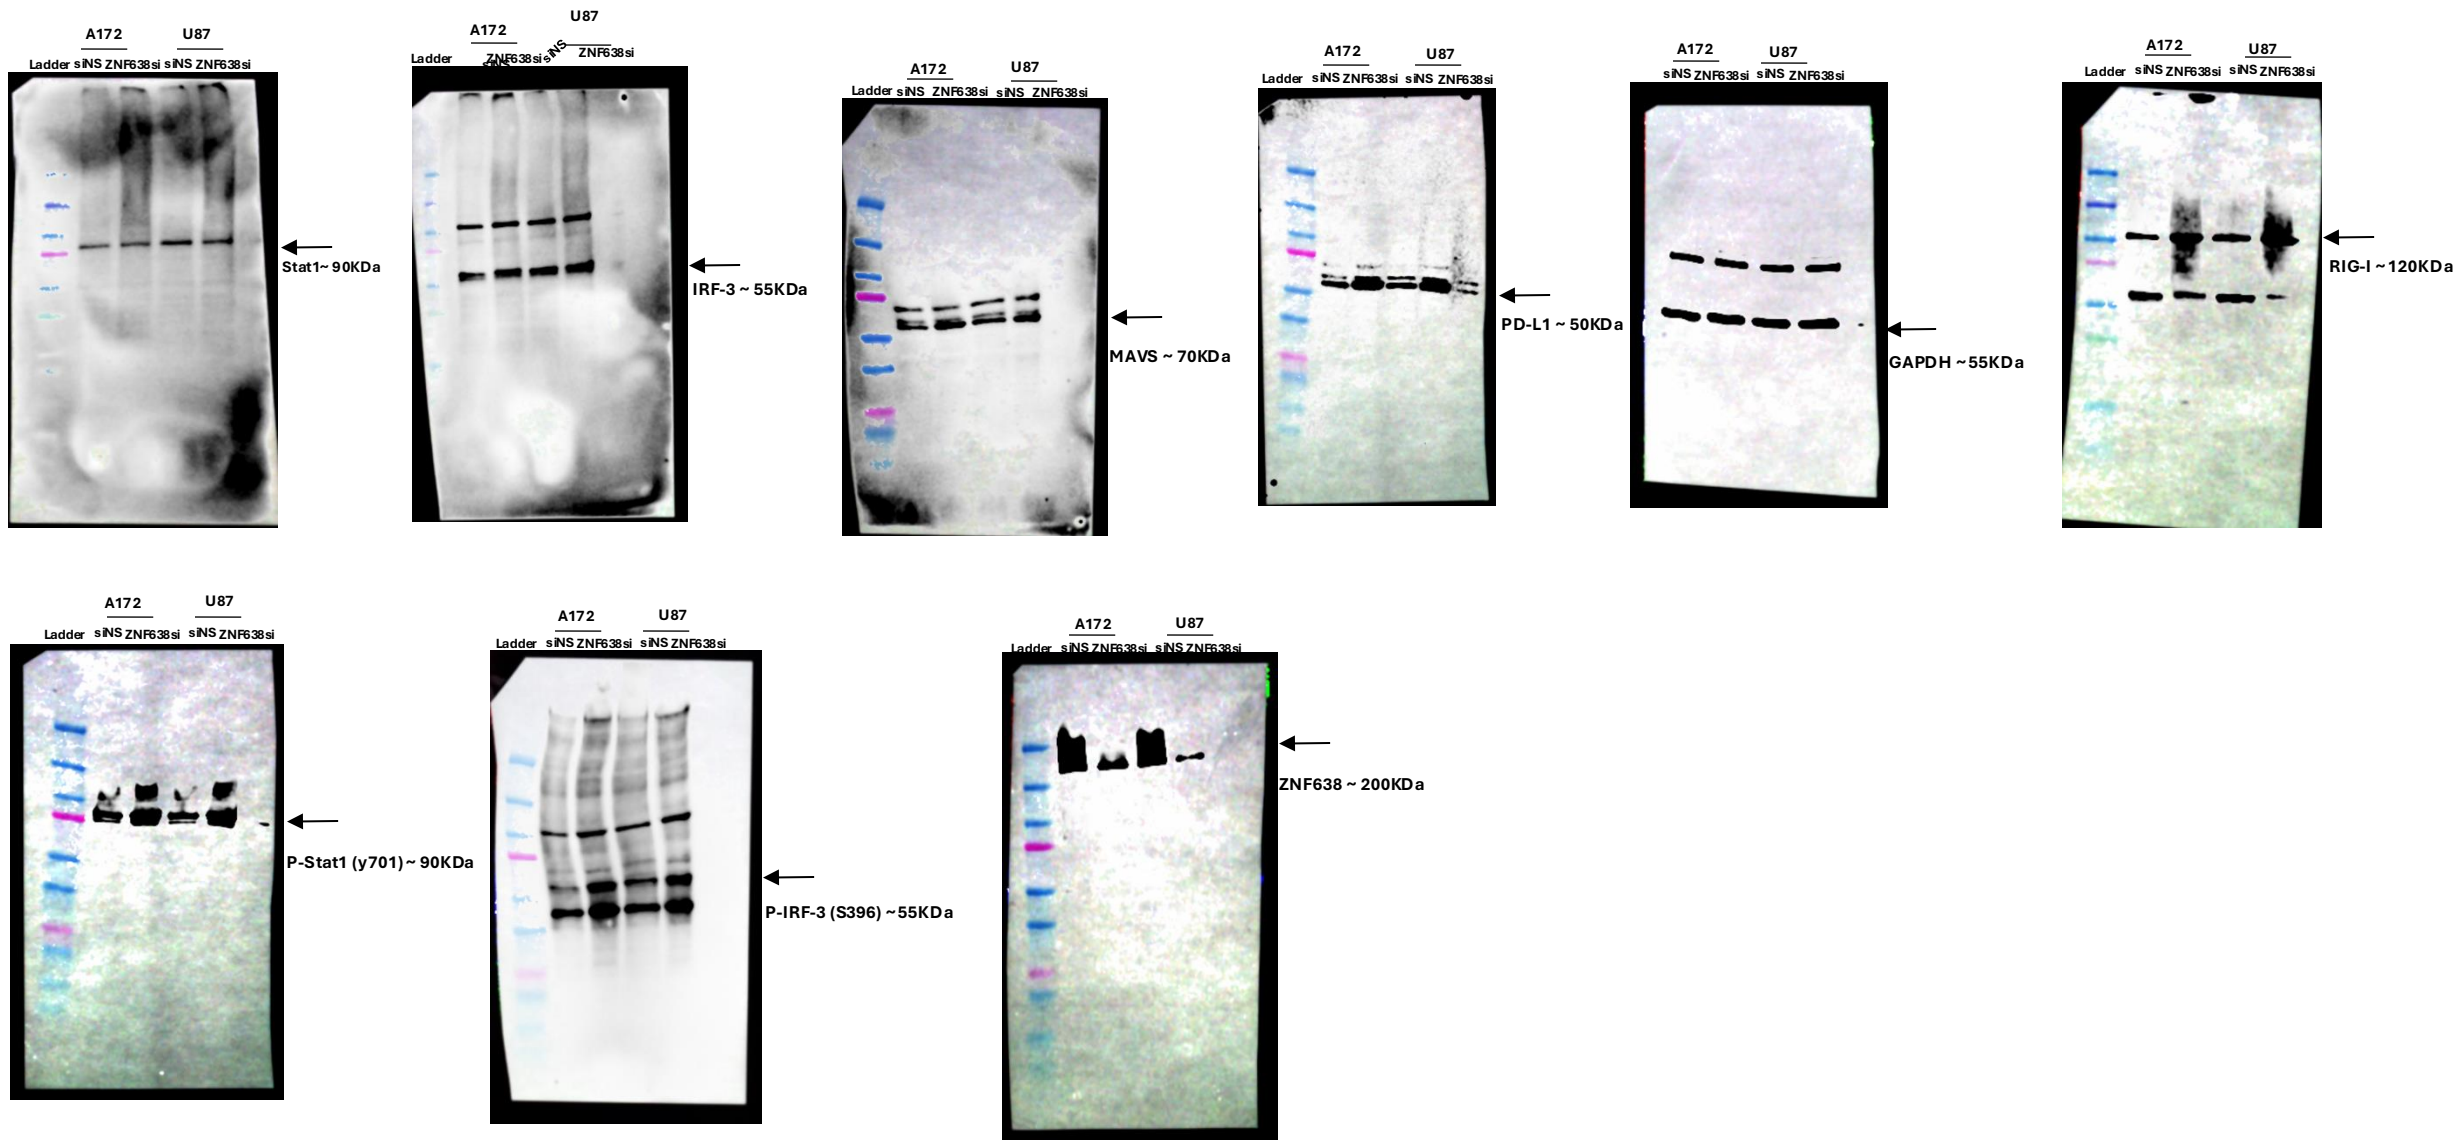 A172 U87
Ladder siNS ZNF638si siNS ZNF638si
Stat1~ 90KDa
A172 U87
Ladder siNS ZNF638si siNS ZNF638si
IRF-3 ~ 55KDa
A172 U87
Ladder siNS ZNF638si siNS ZNF638si
MAVS ~ 70KDa
A172 U87
Ladder siNS ZNF638si siNS ZNF638si
PD-L1 ~ 50KDa
A172 U87
siNS ZNF638si siNS ZNF638si
GAPDH ~55KDa
A172 U87
Ladder siNS ZNF638si siNS ZNF638si
RIG-I ~120KDa
A172 U87
Ladder siNS ZNF638si siNS ZNF638si
P-Stat1 (y701)~ 90KDa
A172 U87
Ladder siNS ZNF638si siNS ZNF638si
P-IRF-3 (S396) ~55KDa
A172 U87
Ladder siNS ZNF638si siNS ZNF638si
ZNF638 ~ 200KDa